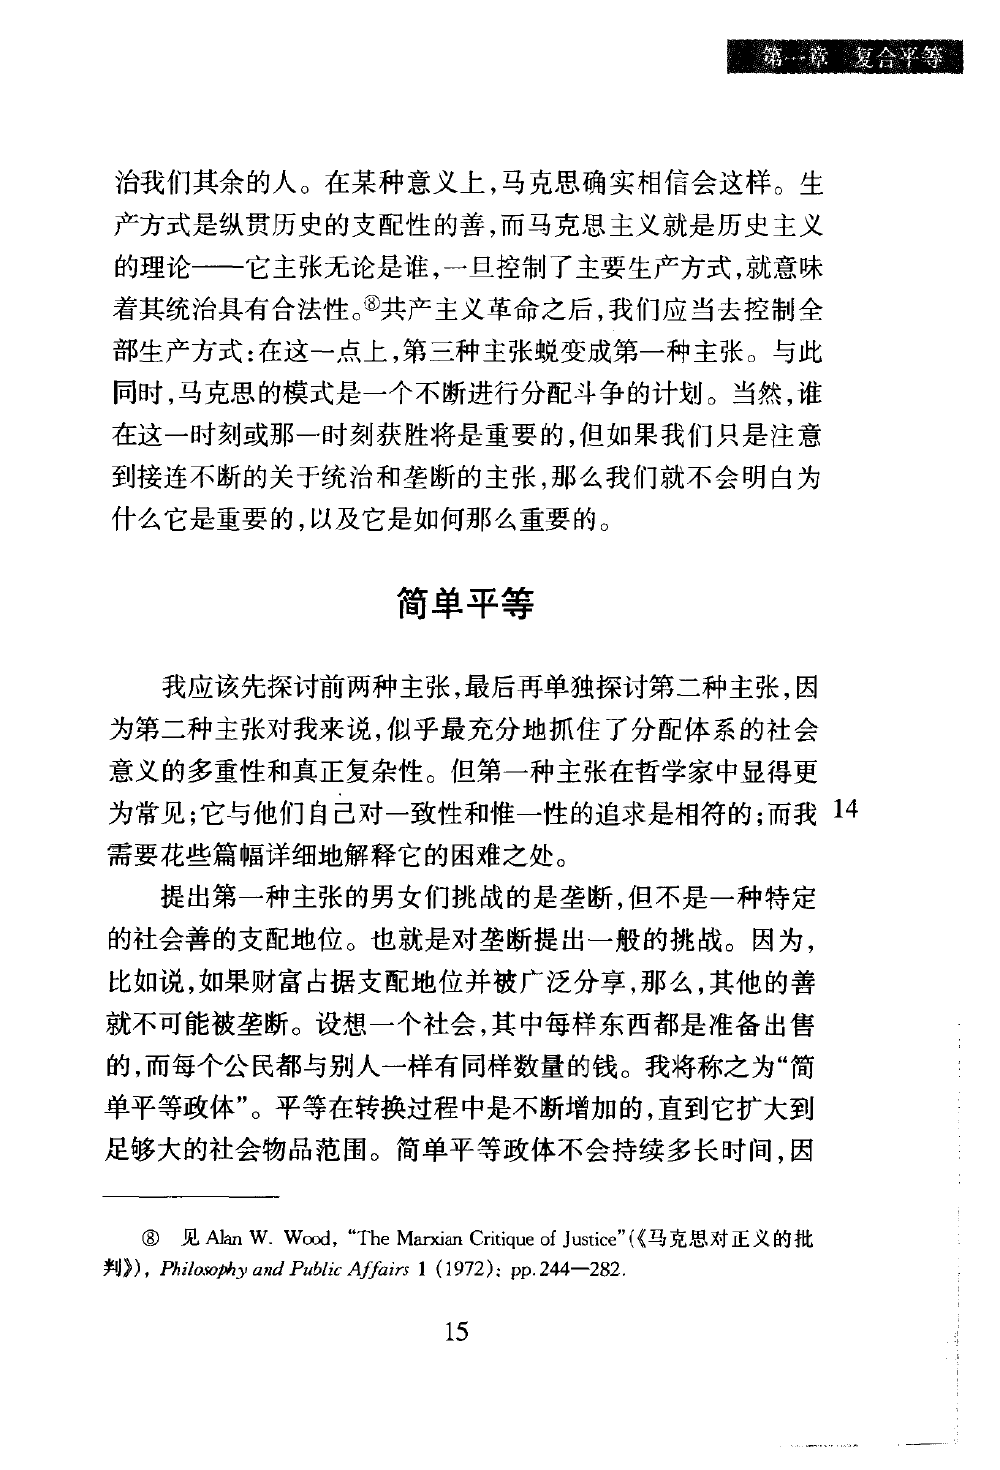 第一章 复合平等
治我们其余的人。在某种意义上,马克思确实相信会这样。生
产方式是纵贯历史的支配性的善,而马克思主义就是历史主义
的理论——它主张无论是谁,一旦控制了主要生产方式,就意味
着其统治具有合法性。⑧共产主义革命之后,我们应当去控制全
部生产方式:在这一点上,第三种主张蜕变成第一种主张。与此
同时,马克思的模式是一个不断进行分配斗争的计划。当然,谁
在这一时刻或那一时刻获胜将是重要的,但如果我们只是注意
到接连不断的关于统治和垄断的主张,那么我们就不会明白为
什么它是重要的,以及它是如何那么重要的。
简单平等
我应该先探讨前两种主张,最后再单独探讨第二种主张,因
为第二种主张对我来说,似乎最充分地抓住了分配体系的社会
意义的多重性和真正复杂性。但第一种主张在哲学家中显得更
为常见;它与他们自己对一致性和惟一性的追求是相符的;而我 14
需要花些篇幅详细地解释它的困难之处。
提出第一种主张的男女们挑战的是垄断,但不是一种特定
的社会善的支配地位。也就是对垄断提出一般的挑战。因为,
比如说,如果财富占据支配地位并被广泛分享,那么,其他的善
就不可能被垄断。设想一个社会,其中每样东西都是准备出售
的,而每个公民都与别人一样有同样数量的钱。我将称之为“简
单平等政体”。平等在转换过程中是不断增加的,直到它扩大到
足够大的社会物品范围。简单平等政体不会持续多长时间,因
⑧ 见 Alan W. Wood, “The Marxian Critique of Justice”(《马克思对正义的批
判》), Philosophy and Public Affairs 1 (1972): pp.244—282.
15